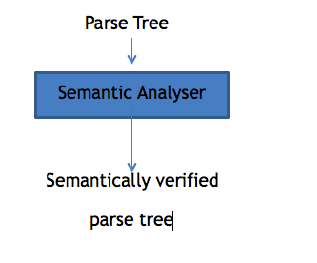 Parse Tree
Semantic Analyser
Semantically verified
parse tree